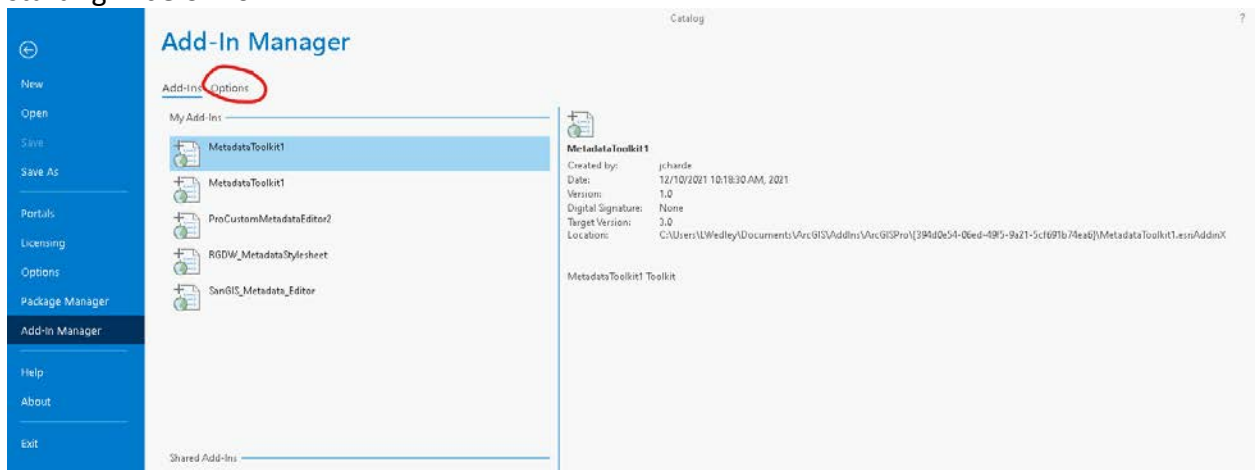 Catalog
?
Add-In Manager
New
Open
Save
Save As
Portals
Licensing
Options
Package Manager
Add-In Manager
Help
About
Exit
Add-Ins Options
My Add-Ins
MetadataToolkit1
MetadataToolkit1
ProCustomMetadataEditor2
RGDW_MetadataStylesheet
SanGIS_Metadata_Editor
Shared Add-Ins
MetadataToolkit1
Created by: jcharde
Date: 12/10/2021 10:18:30 AM, 2021
Version: 1.0
Digital Signature: None
Target Version: 3.0
Location: C:\Users\LWedley\Documents\ArcGIS\AddIns\ArcGISPro\{394d0e54-06ed-49f5-9a21-5cf691b74ea6}\MetadataToolkit1.esriAddinX
MetadataToolkit1 Toolkit